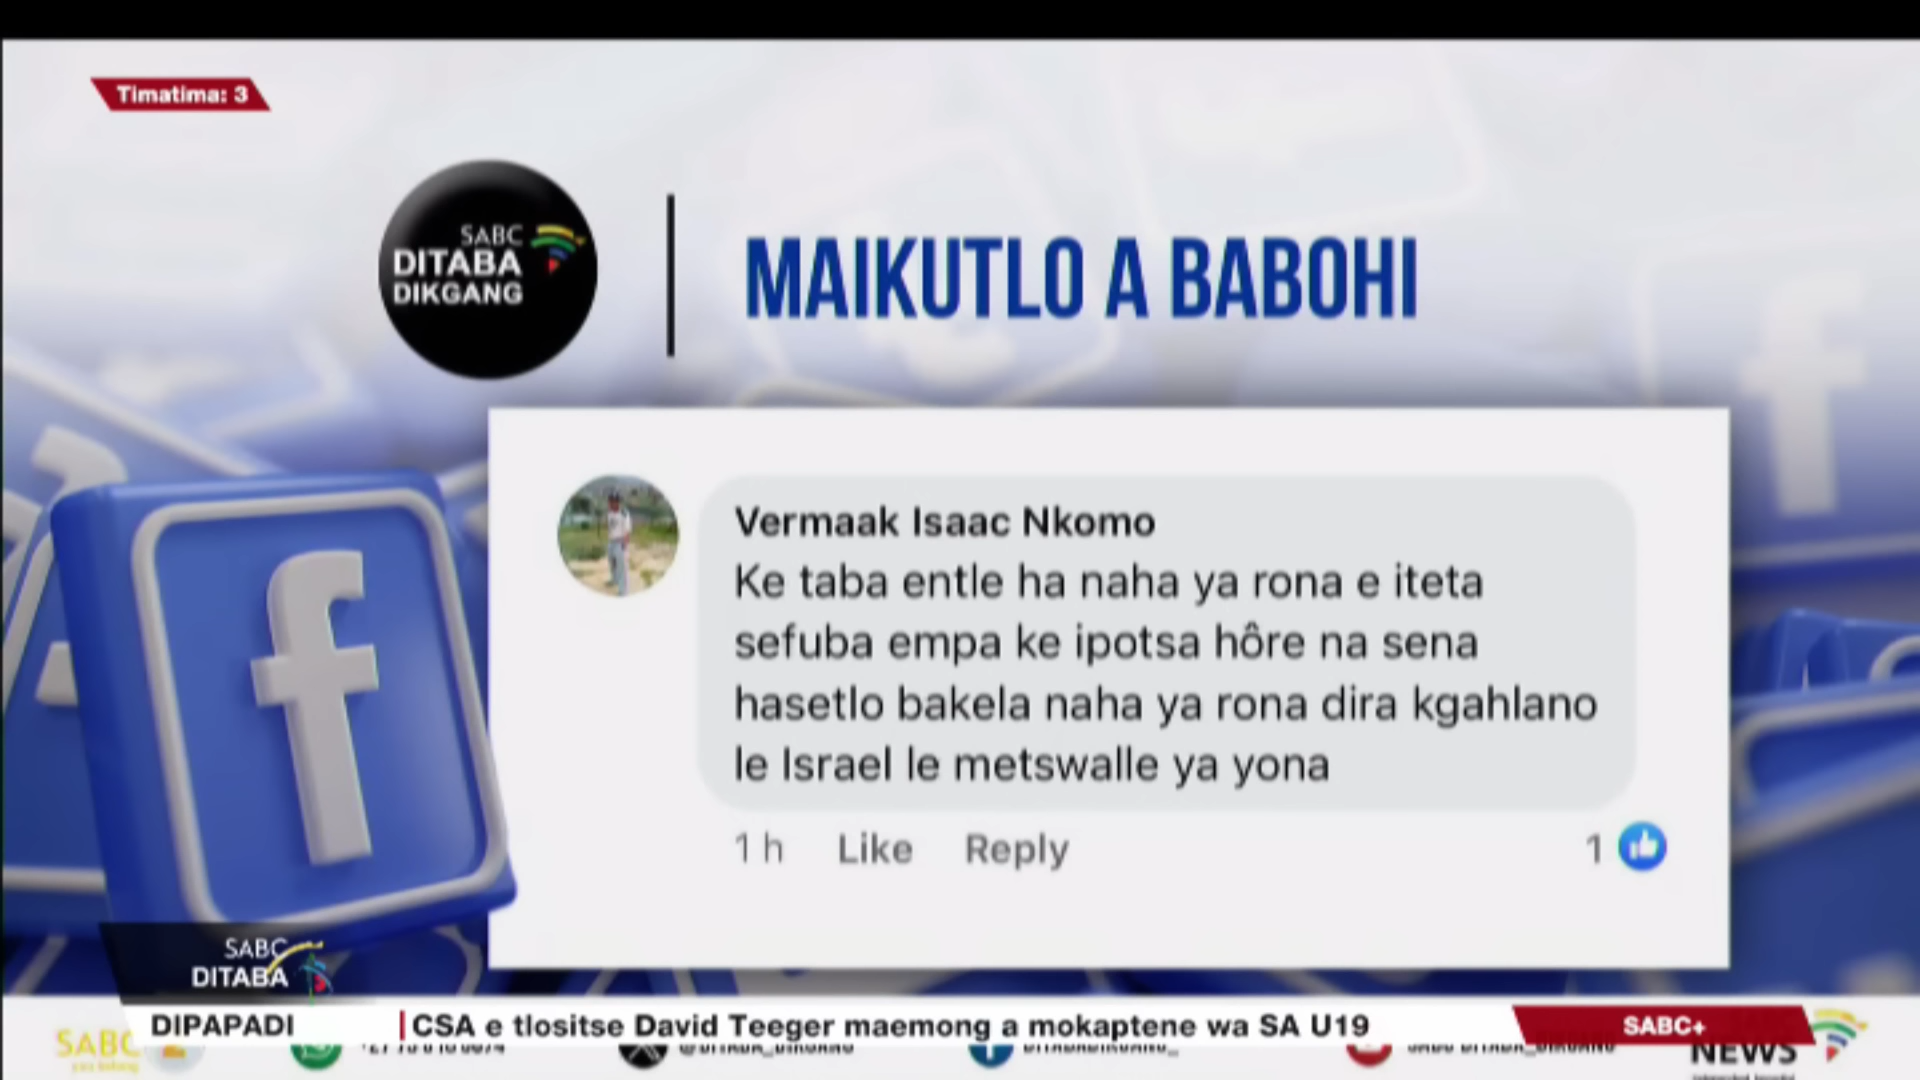 Timatima: 3
SABC
DITABA
DIKGANG
MAIKUTLO A BABOHI
Vermaak Isaac Nkomo
Ke taba entle ha naha ya rona e iteta
sefuba empa ke ipotsa hôre na sena
hasetlo bakela naha ya rona dira kgahlano
le Israel le metswalle ya yona
1 h Like Reply 1
SABC
DITABA
DIPAPADI CSA e tlositse David Teeger maemong a mokaptene wa SA U19 SABC+
SABC NEWS